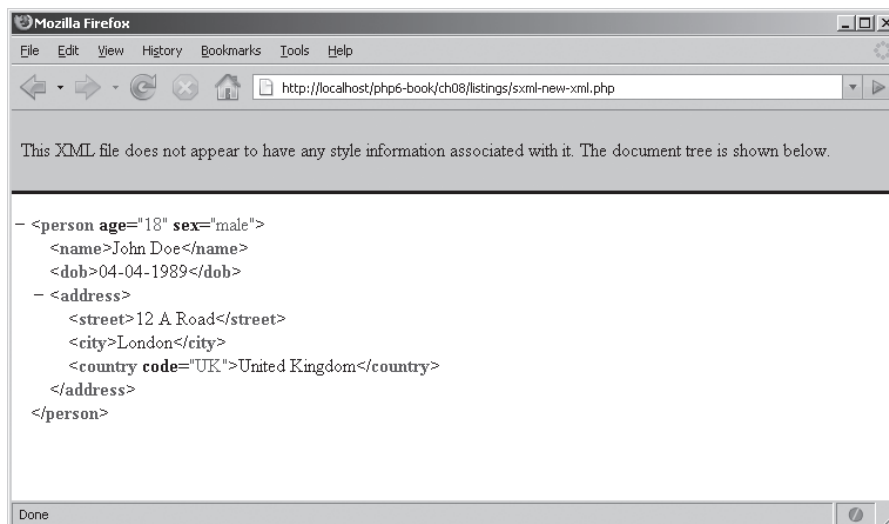 Mozilla Firefox
File Edit View History Bookmarks Tools Help
http://localhost/php6-book/ch08/listings/sxml-new-xml.php
This XML file does not appear to have any style information associated with it. The document tree is shown below.
− <person age="18" sex="male">
<name>John Doe</name>
<dob>04-04-1989</dob>
− <address>
<street>12 A Road</street>
<city>London</city>
<country code="UK">United Kingdom</country>
</address>
</person>
Done